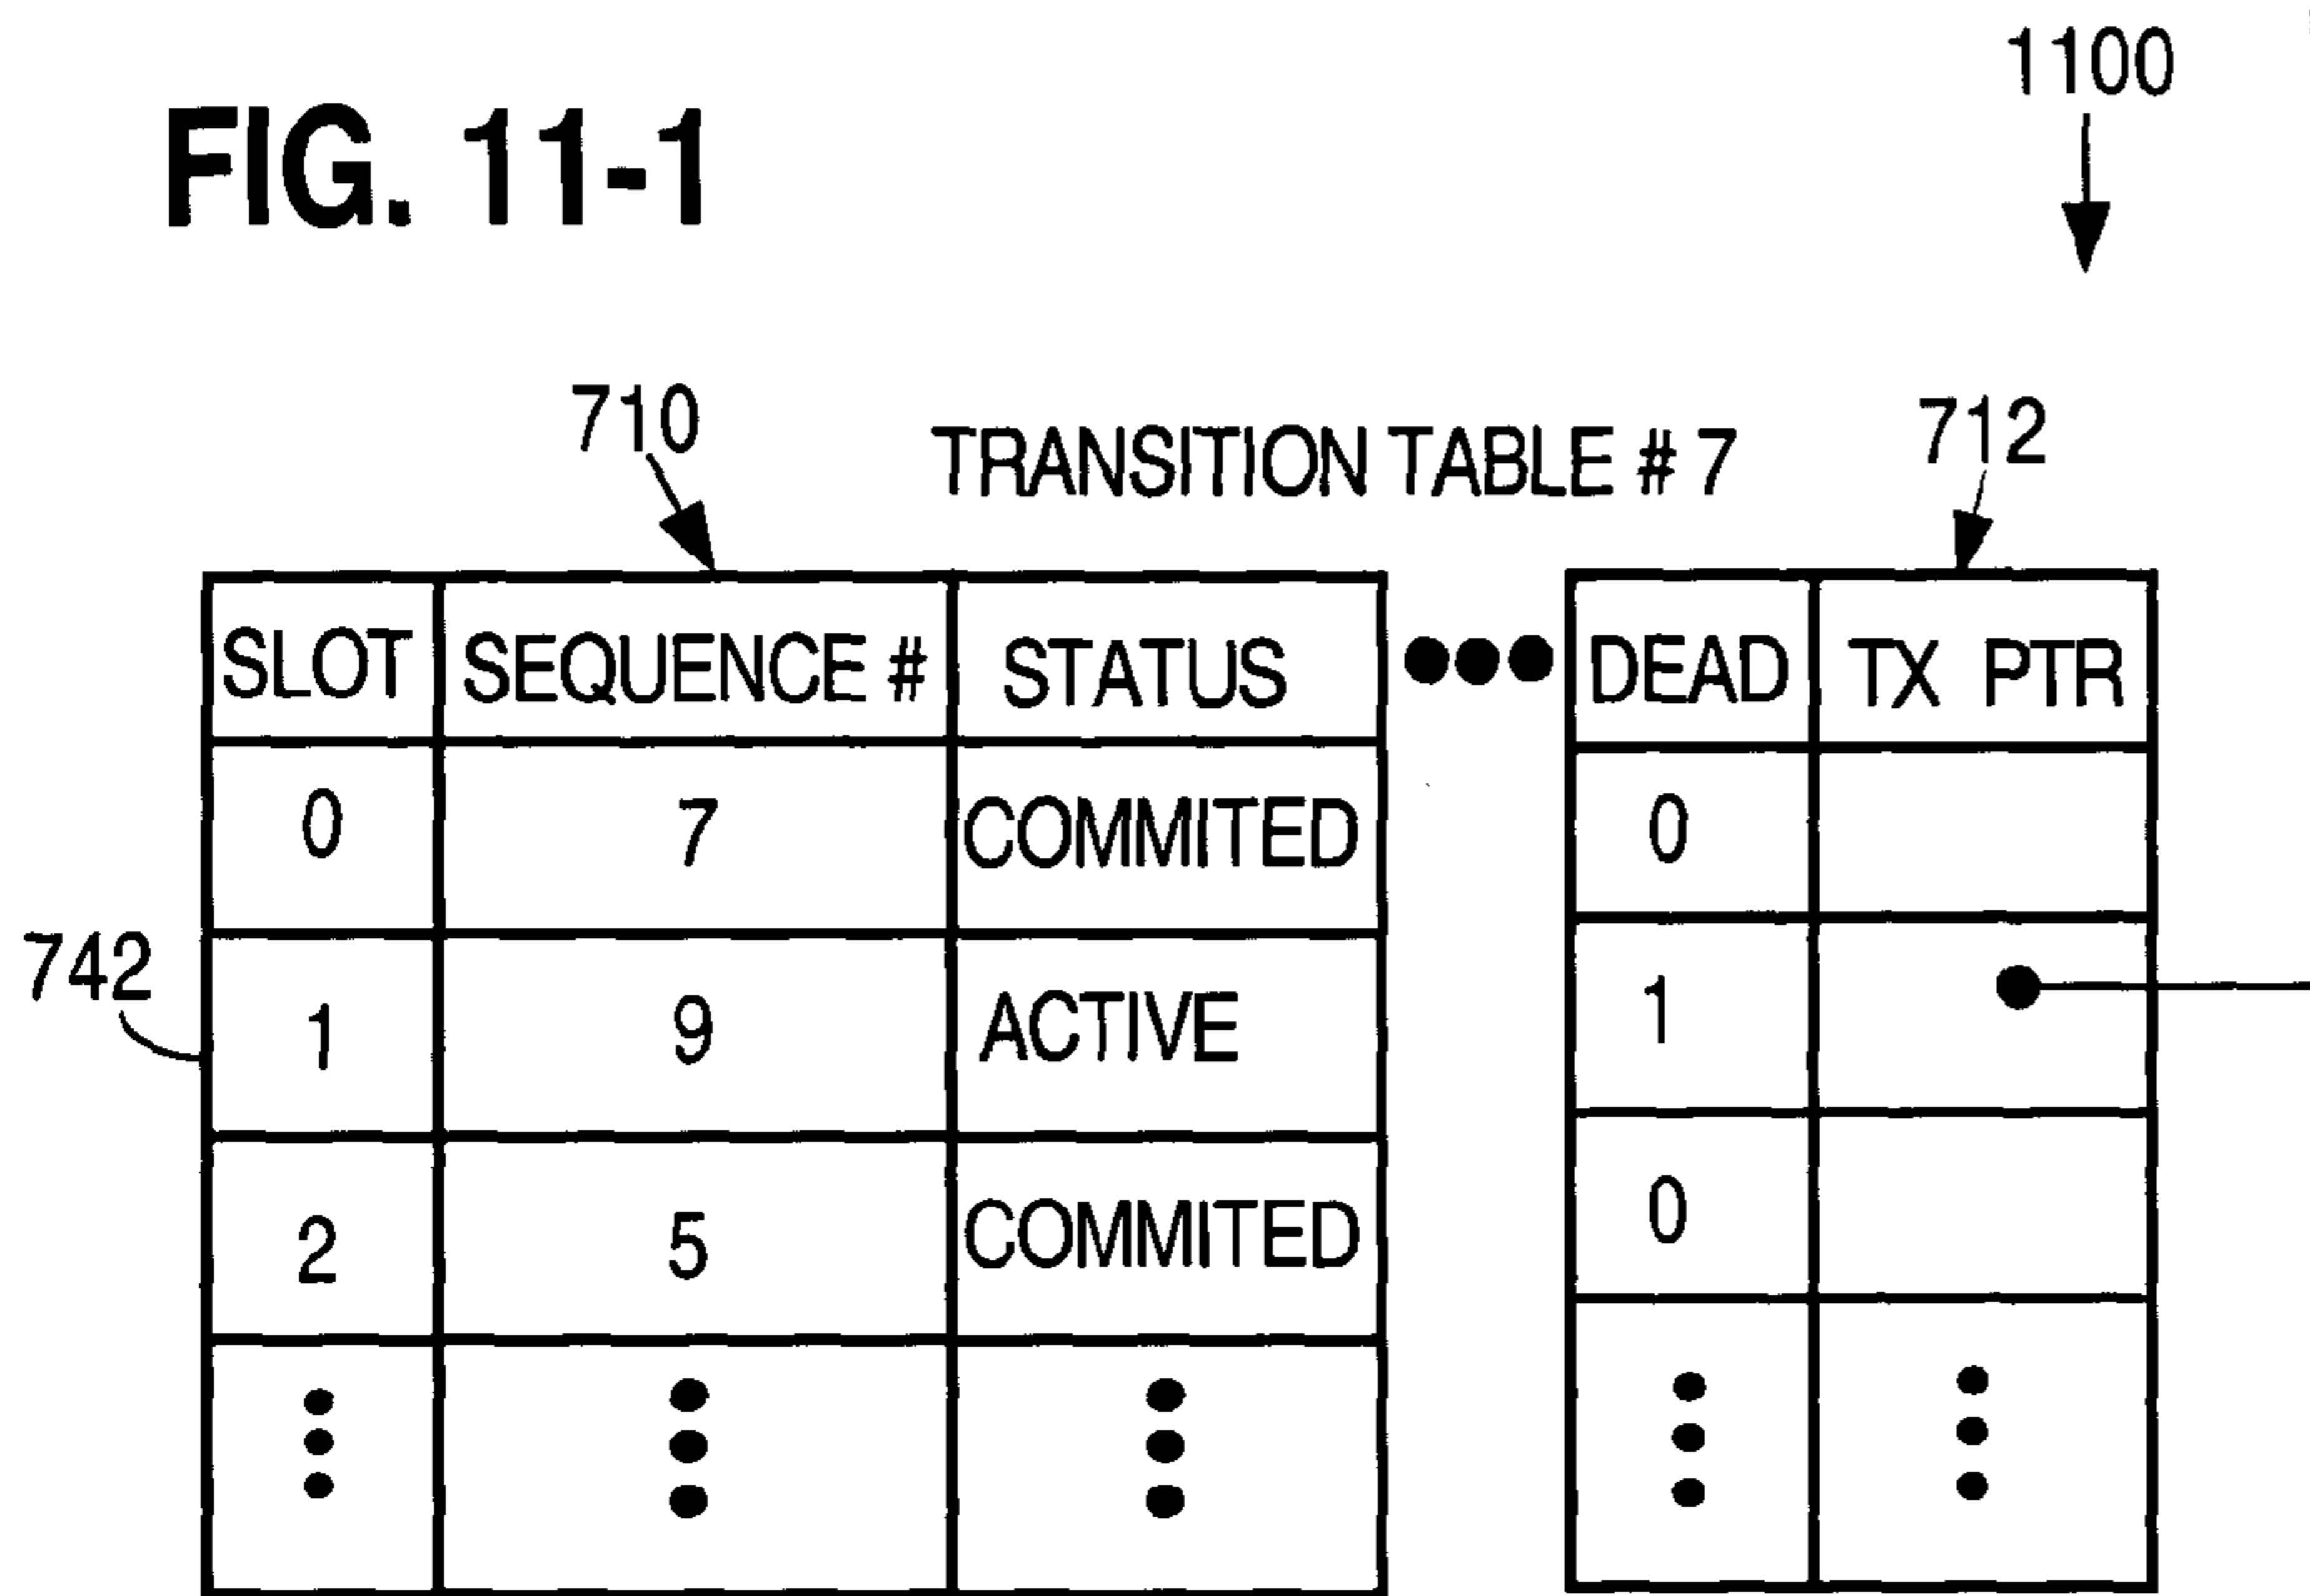 1100
FIG. 11-1
710
TRANSITION TABLE # 7
712
SLOT SEQUENCE # STATUS ●●● DEAD TX PTR
0 7 COMMITED 0
742
1 9 ACTIVE 1
2 5 COMMITED 0